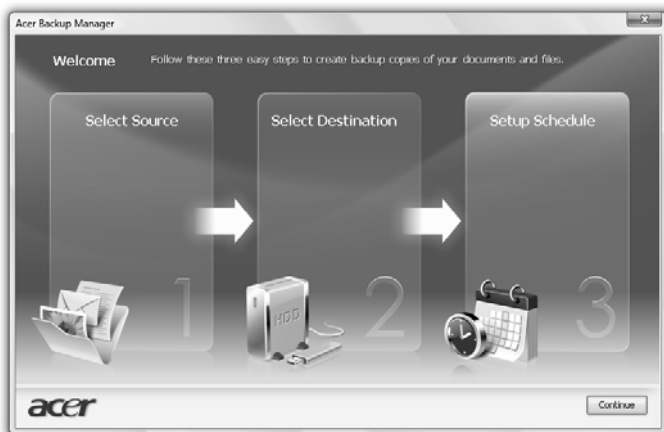 Acer Backup Manager
x
Welcome
Follow these three easy steps to create backup copies of your documents and files.
Select Source
Select Destination
Setup Schedule
1
2
3
HDD
acer
Continue